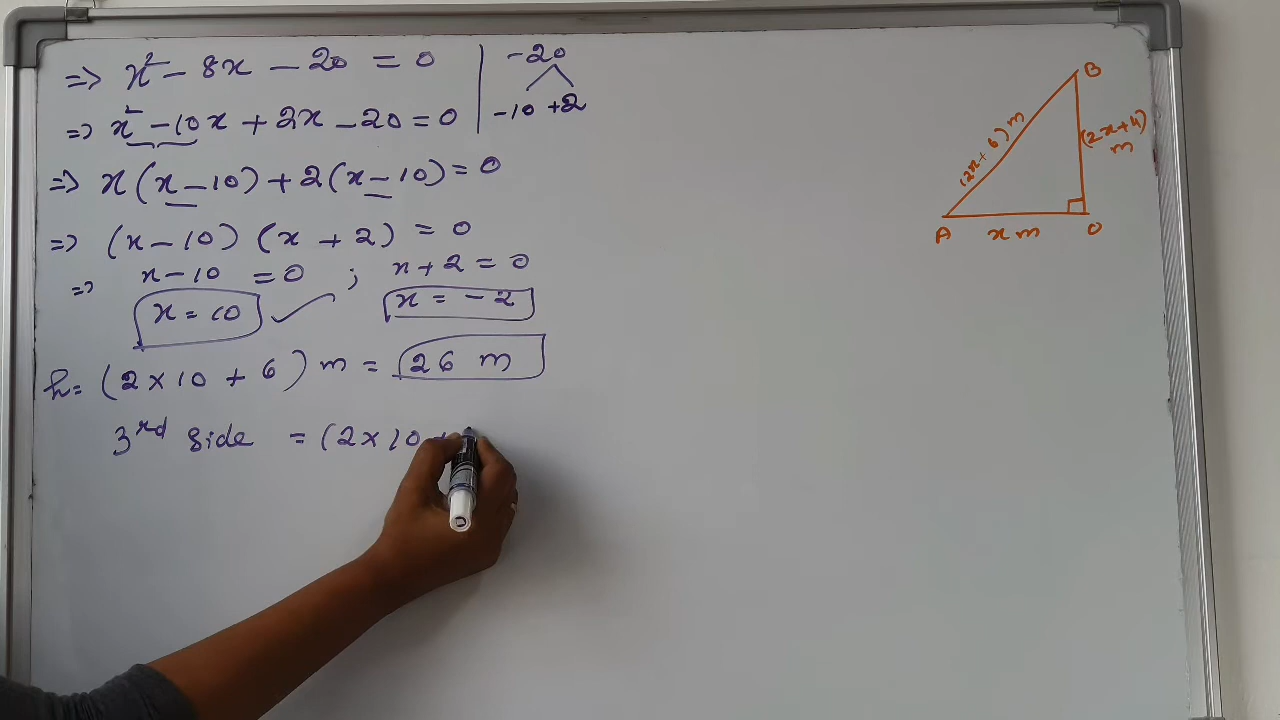 => x² - 8x - 20 = 0
-20
-10 +2
=> x² - 10x + 2x - 20 = 0
=> x(x - 10) + 2(x - 10) = 0
=> (x - 10) (x + 2) = 0
=> x - 10 = 0 ; x + 2 = 0
x = 10 ✓ x = - 2
h = (2 × 10 + 6) m = 26 m
3rd side = (2 × 10 +
B
(2x + 6) m
(2x + 4)
m
A x m O